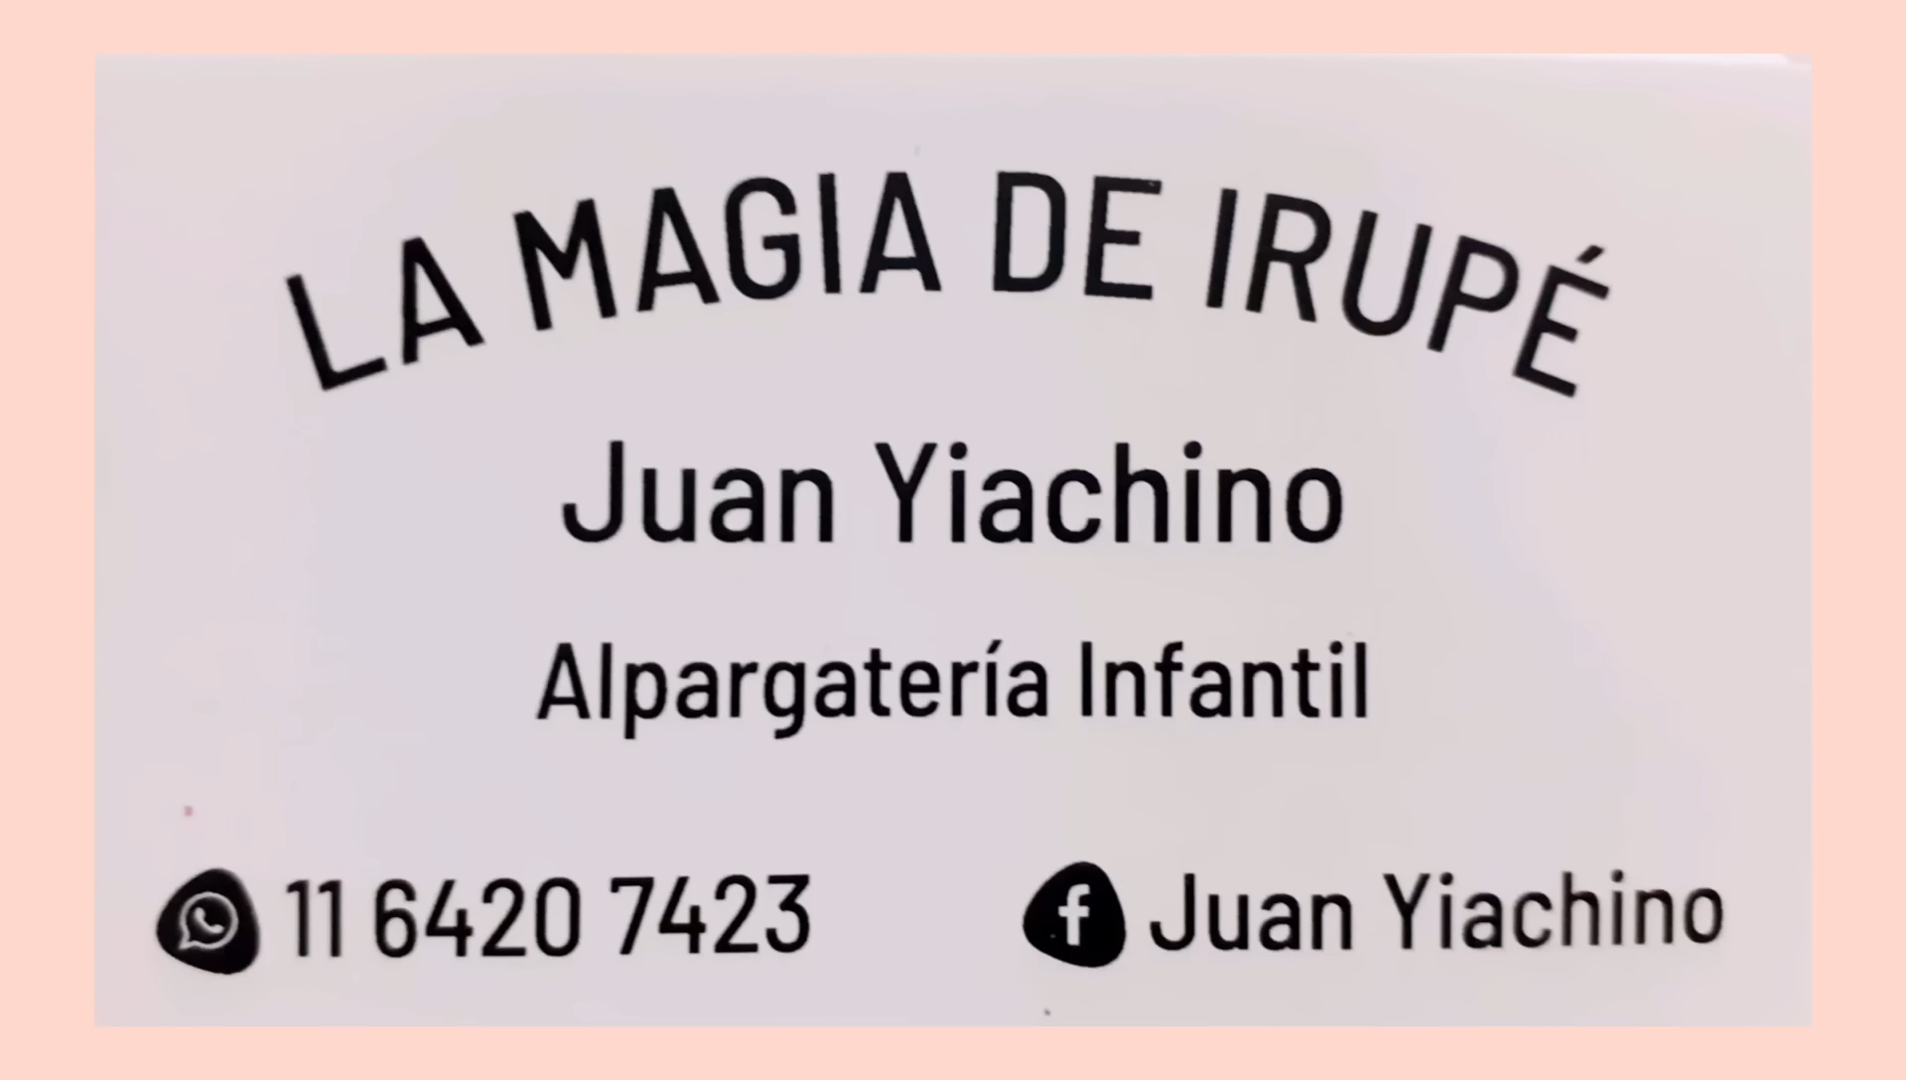 LA MAGIA DE IRUPÉ
Juan Yiachino
Alpargatería Infantil
11 6420 7423
Juan Yiachino